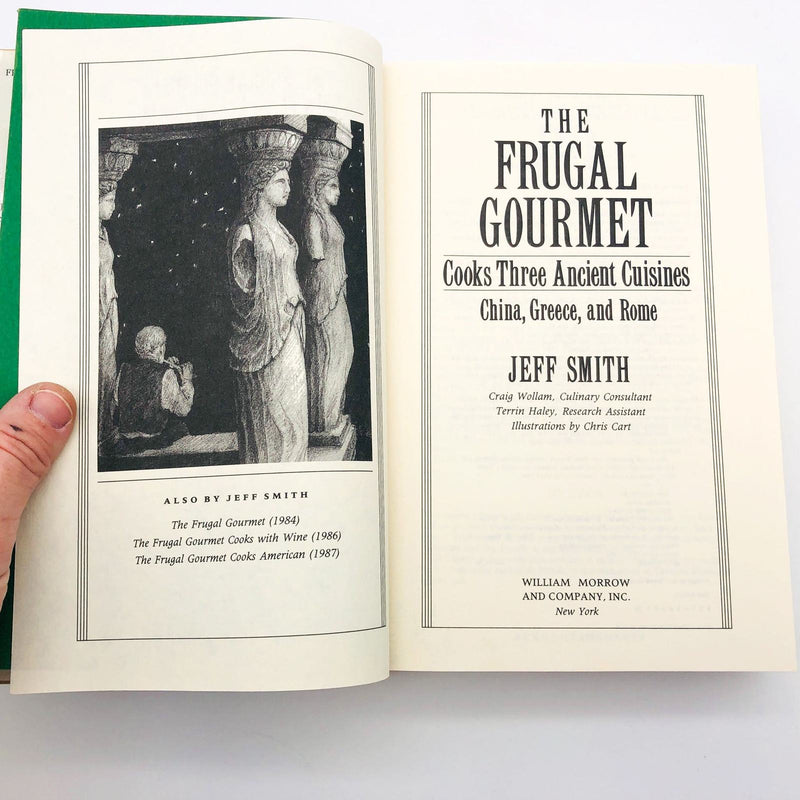 ALSO BY JEFF SMITH
The Frugal Gourmet (1984)
The Frugal Gourmet Cooks with Wine (1986)
The Frugal Gourmet Cooks American (1987)
THE
FRUGAL
GOURMET
Cooks Three Ancient Cuisines
China, Greece, and Rome
JEFF SMITH
Craig Wollam, Culinary Consultant
Terrin Haley, Research Assistant
Illustrations by Chris Cart
WILLIAM MORROW
AND COMPANY, INC.
New York